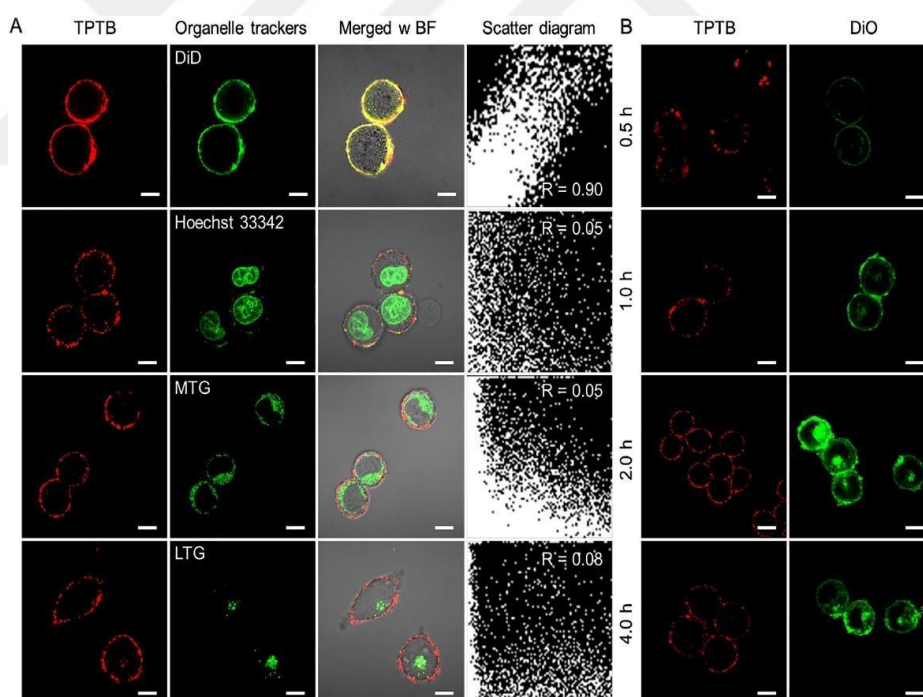 A TPTB Organelle trackers Merged w BF Scatter diagram B TPTB DiO
DiD R = 0.90 0.5 h
Hoechst 33342 R = 0.05 1.0 h
MTG R = 0.05 2.0 h
LTG R = 0.08 4.0 h